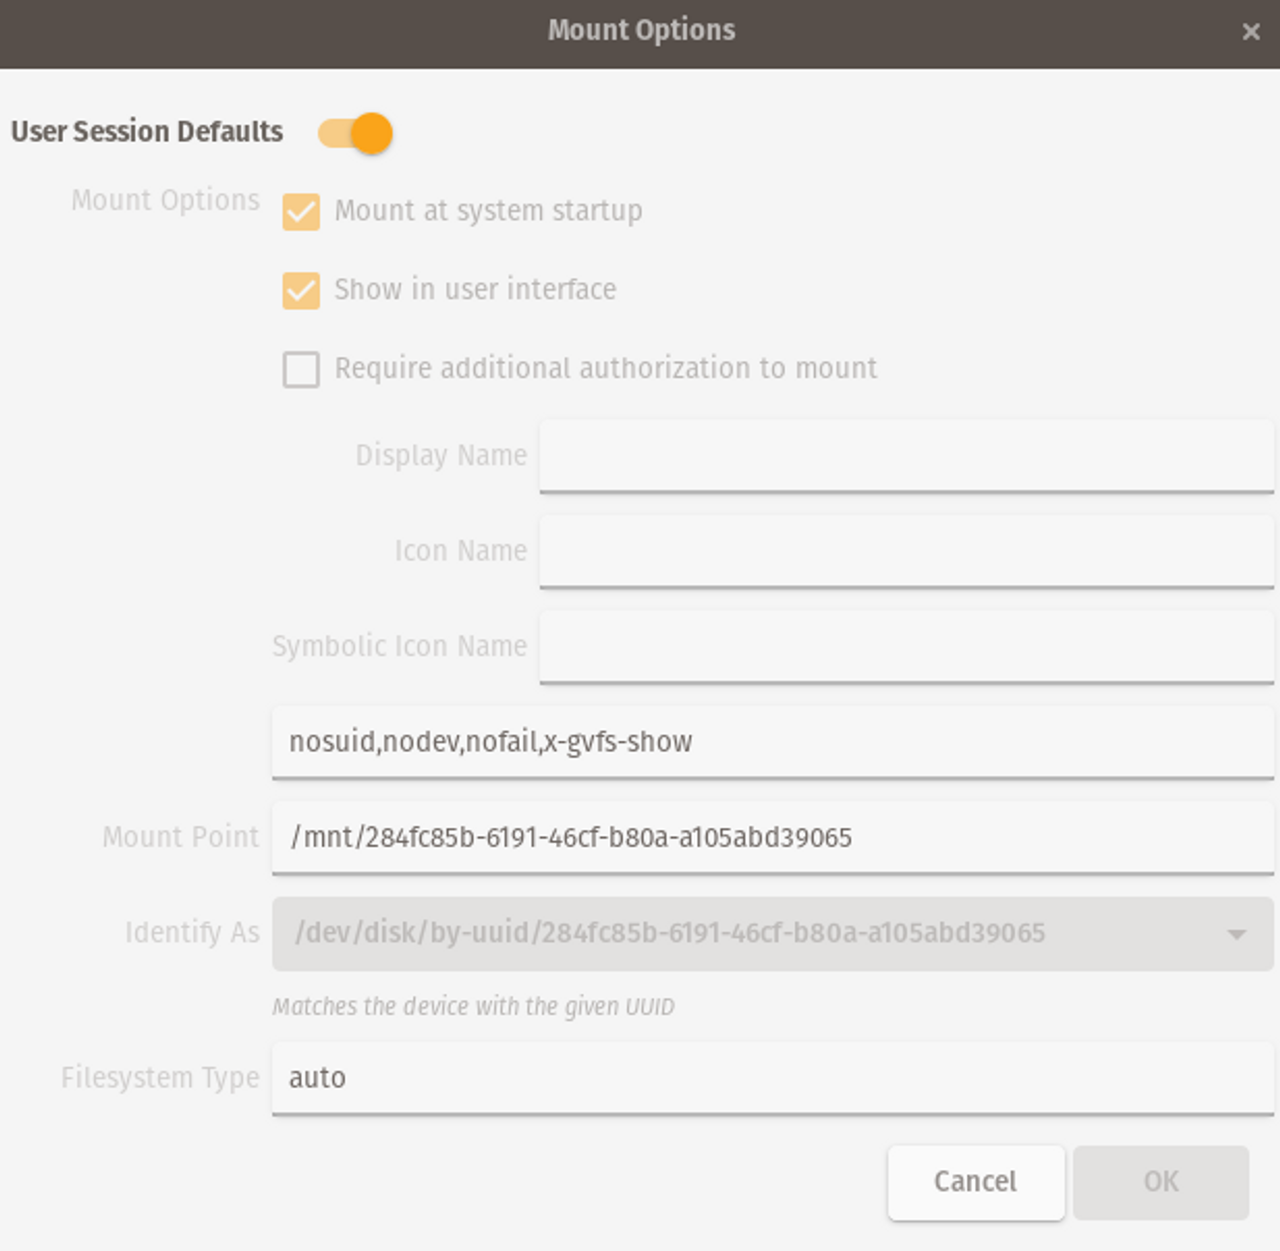 Mount Options
User Session Defaults
Mount Options
Mount at system startup
Show in user interface
Require additional authorization to mount
Display Name
Icon Name
Symbolic Icon Name
nosuid,nodev,nofail,x-gvfs-show
Mount Point
/mnt/284fc85b-6191-46cf-b80a-a105abd39065
Identify As
/dev/disk/by-uuid/284fc85b-6191-46cf-b80a-a105abd39065
Matches the device with the given UUID
Filesystem Type
auto
Cancel
OK